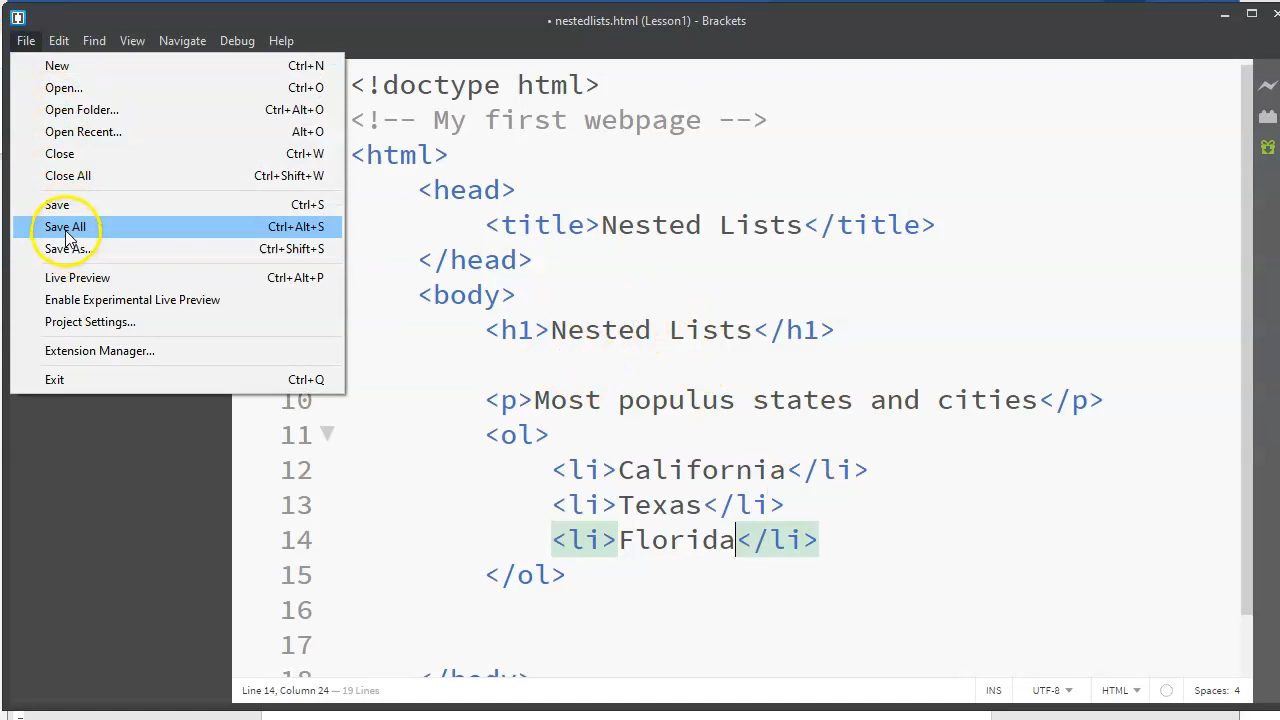 • nestedlists.html (Lesson1) - Brackets
File Edit Find View Navigate Debug Help
New Ctrl+N
Open... Ctrl+O
Open Folder... Ctrl+Alt+O
Open Recent... Alt+O
Close Ctrl+W
Close All Ctrl+Shift+W
Save Ctrl+S
Save All Ctrl+Alt+S
Save As... Ctrl+Shift+S
Live Preview Ctrl+Alt+P
Enable Experimental Live Preview
Project Settings...
Extension Manager...
Exit Ctrl+Q
<!doctype html>
<!-- My first webpage -->
<html>
<head>
<title>Nested Lists</title>
</head>
<body>
<h1>Nested Lists</h1>
10 <p>Most populus states and cities</p>
11 <ol>
12 <li>California</li>
13 <li>Texas</li>
14 <li>Florida</li>
15 </ol>
16
17
18 </body>
Line 14, Column 24 — 19 Lines
INS UTF-8 HTML Spaces: 4